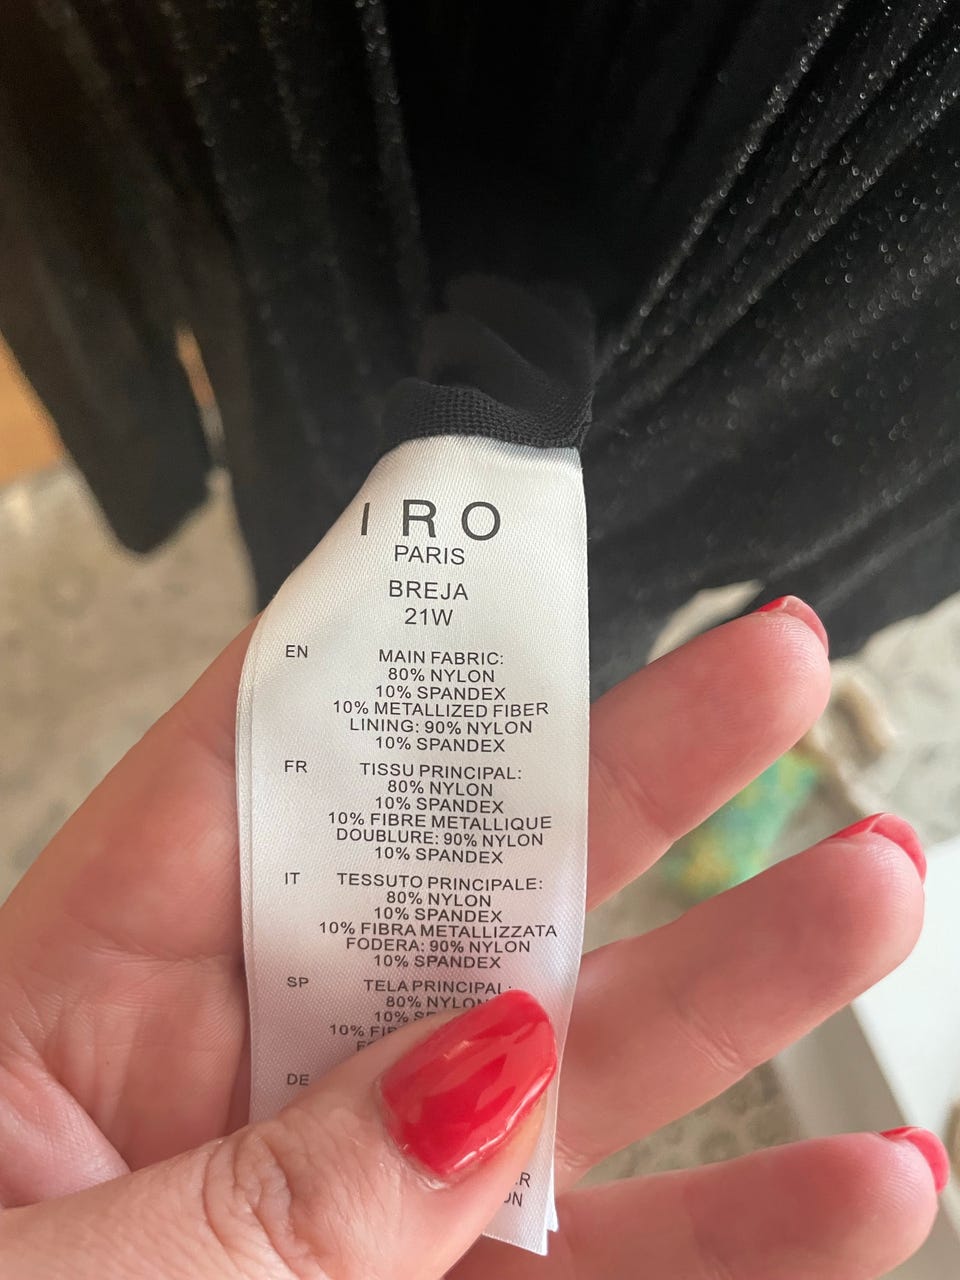 IRO
PARIS
BREJA
21W
EN
MAIN FABRIC:
80% NYLON
10% SPANDEX
10% METALLIZED FIBER
LINING: 90% NYLON
10% SPANDEX
FR
TISSU PRINCIPAL:
80% NYLON
10% SPANDEX
10% FIBRE METALLIQUE
DOUBLURE: 90% NYLON
10% SPANDEX
IT
TESSUTO PRINCIPALE:
80% NYLON
10% SPANDEX
10% FIBRA METALLIZZATA
FODERA: 90% NYLON
10% SPANDEX
SP
TELA PRINCIPAL:
80% NYLON
10%
10%
DE